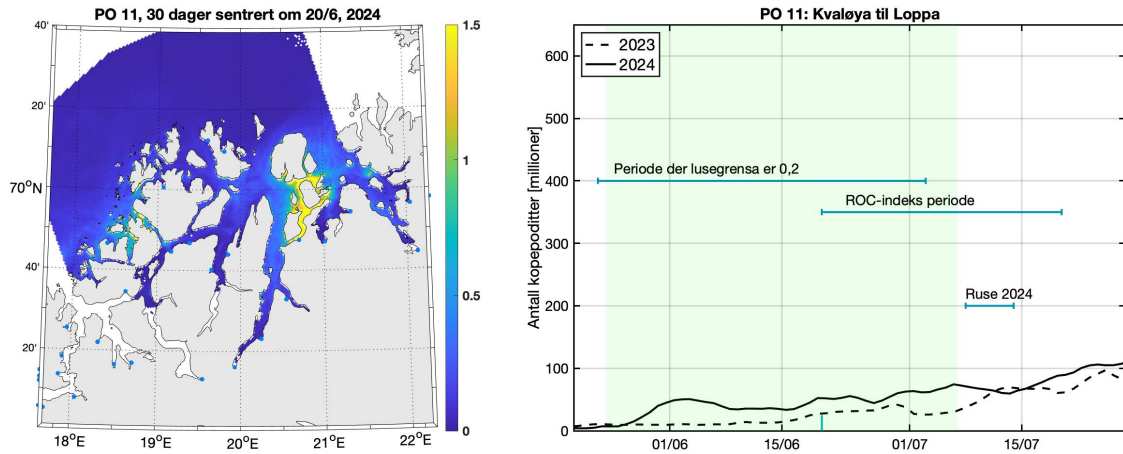 PO 11, 30 dager sentrert om 20/6, 2024
40'
20'
70°N
40'
20'
18°E
19°E
20°E
21°E
22°E
1.5
1
0.5
0
PO 11: Kvaløya til Loppa
Antall kopepoditter [millioner]
600
500
400
300
200
100
0
2023
2024
Periode der lusegrensa er 0,2
ROC-indeks periode
Ruse 2024
01/06
15/06
01/07
15/07